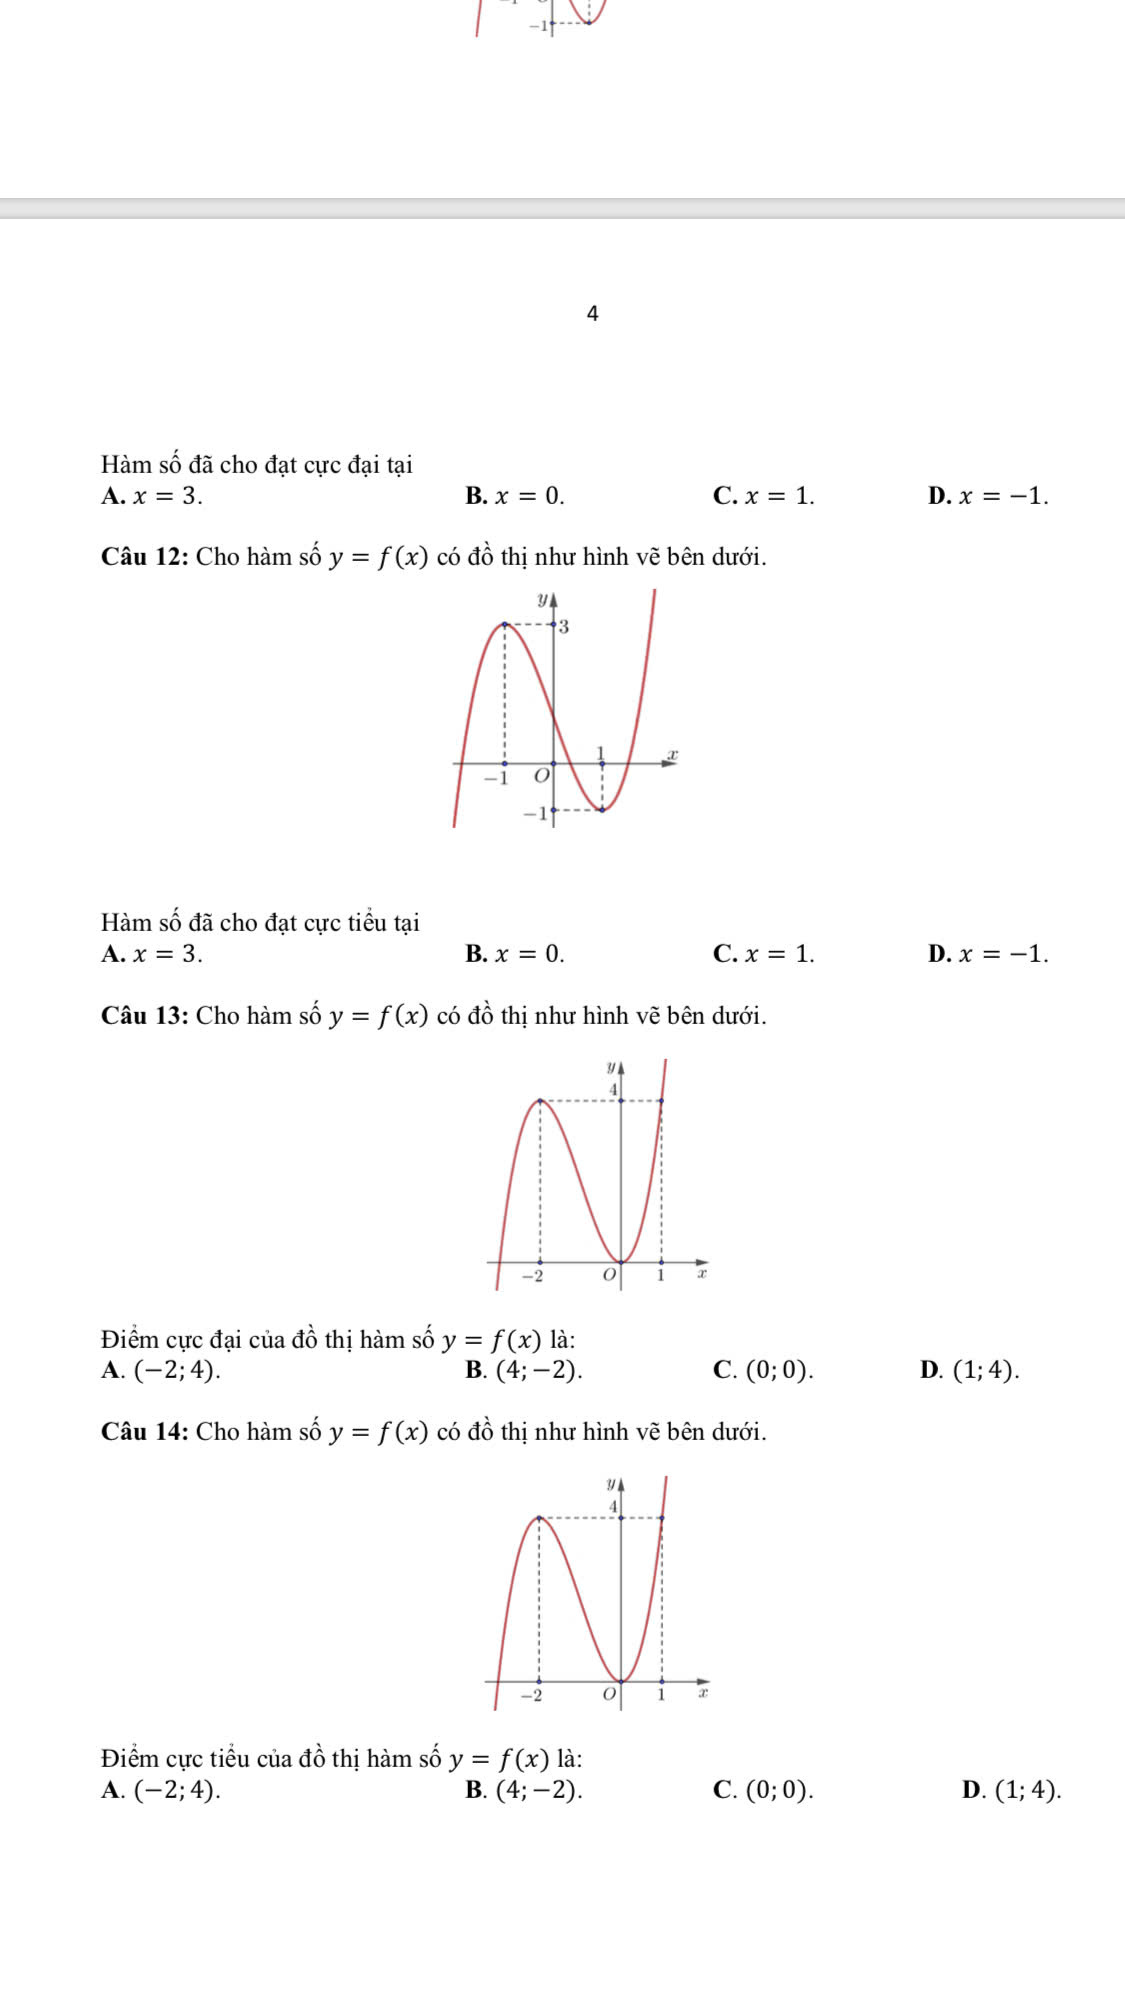 −1
4
Hàm số đã cho đạt cực đại tại
A. x = 3. B. x = 0. C. x = 1. D. x = −1.
Câu 12: Cho hàm số y = f(x) có đồ thị như hình vẽ bên dưới.
y
3
1 x
−1 O
−1
Hàm số đã cho đạt cực tiểu tại
A. x = 3. B. x = 0. C. x = 1. D. x = −1.
Câu 13: Cho hàm số y = f(x) có đồ thị như hình vẽ bên dưới.
y
4
−2 O 1 x
Điểm cực đại của đồ thị hàm số y = f(x) là:
A. (−2; 4). B. (4; −2). C. (0; 0). D. (1; 4).
Câu 14: Cho hàm số y = f(x) có đồ thị như hình vẽ bên dưới.
y
4
−2 O 1 x
Điểm cực tiểu của đồ thị hàm số y = f(x) là:
A. (−2; 4). B. (4; −2). C. (0; 0). D. (1; 4).